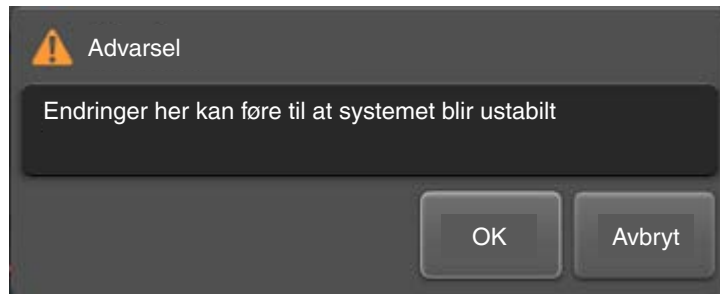 Advarsel
Endringer her kan føre til at systemet blir ustabilt
OK
Avbryt